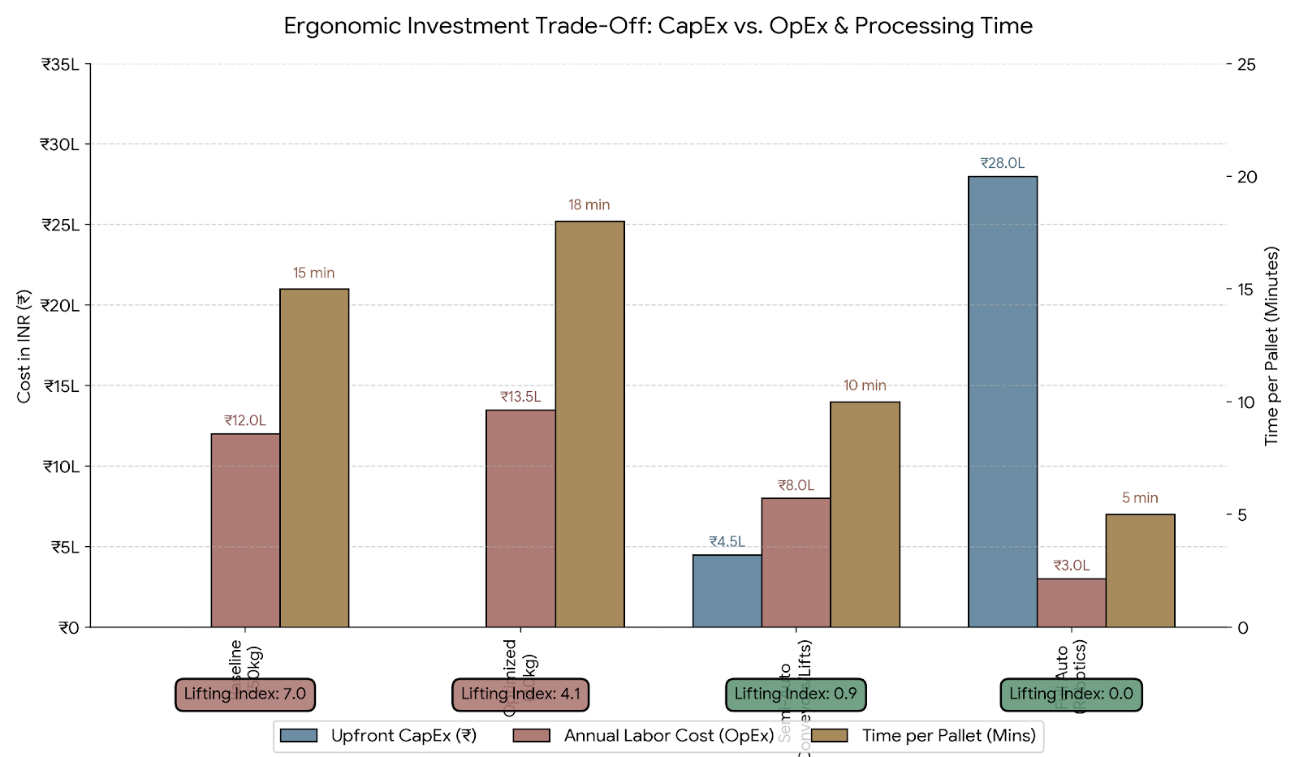 Ergonomic Investment Trade-Off: CapEx vs. OpEx & Processing Time
Cost in INR (₹)
₹35L
₹30L
₹25L
₹20L
₹15L
₹10L
₹5L
₹0
₹12.0L
15 min
₹13.5L
18 min
₹4.5L
₹8.0L
10 min
₹28.0L
₹3.0L
5 min
25
20
15
10
5
0
Time per Pallet (Minutes)
Auto
Lifting Index: 7.0
Lifting Index: 4.1
Lifting Index: 0.9
Lifting Index: 0.0
Upfront CapEx (₹)
Annual Labor Cost (OpEx)
Time per Pallet (Mins)